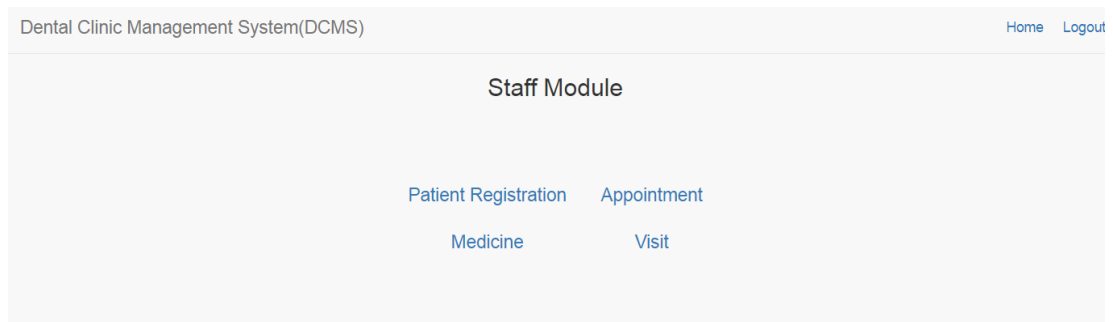 Dental Clinic Management System(DCMS) Home Logout
Staff Module
Patient Registration Appointment
Medicine Visit